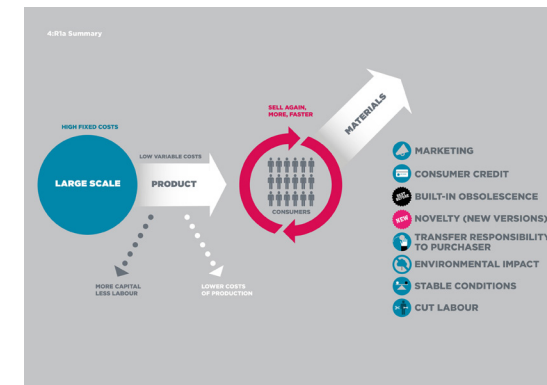 4:R1a Summary
HIGH FIXED COSTS
LARGE SCALE
LOW VARIABLE COSTS
PRODUCT
MORE CAPITAL
LESS LABOUR
LOWER COSTS
OF PRODUCTION
SELL AGAIN,
MORE, FASTER
CONSUMERS
MATERIALS
MARKETING
CONSUMER CREDIT
BUILT-IN OBSOLESCENCE
NEW
NOVELTY (NEW VERSIONS)
TRANSFER RESPONSIBILITY
TO PURCHASER
ENVIRONMENTAL IMPACT
STABLE CONDITIONS
CUT LABOUR